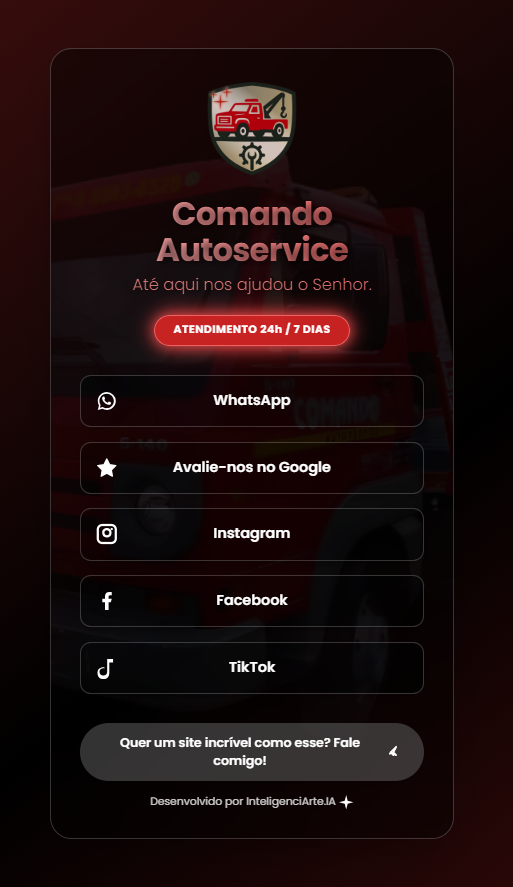 Comando
Autoservice
Até aqui nos ajudou o Senhor.
ATENDIMENTO 24h / 7 DIAS
WhatsApp
COMANDO
Avalie-nos no Google
Instagram
Facebook
TikTok
Quer um site incrível como esse? Fale
comigo!
Desenvolvido por InteligenciArte.IA